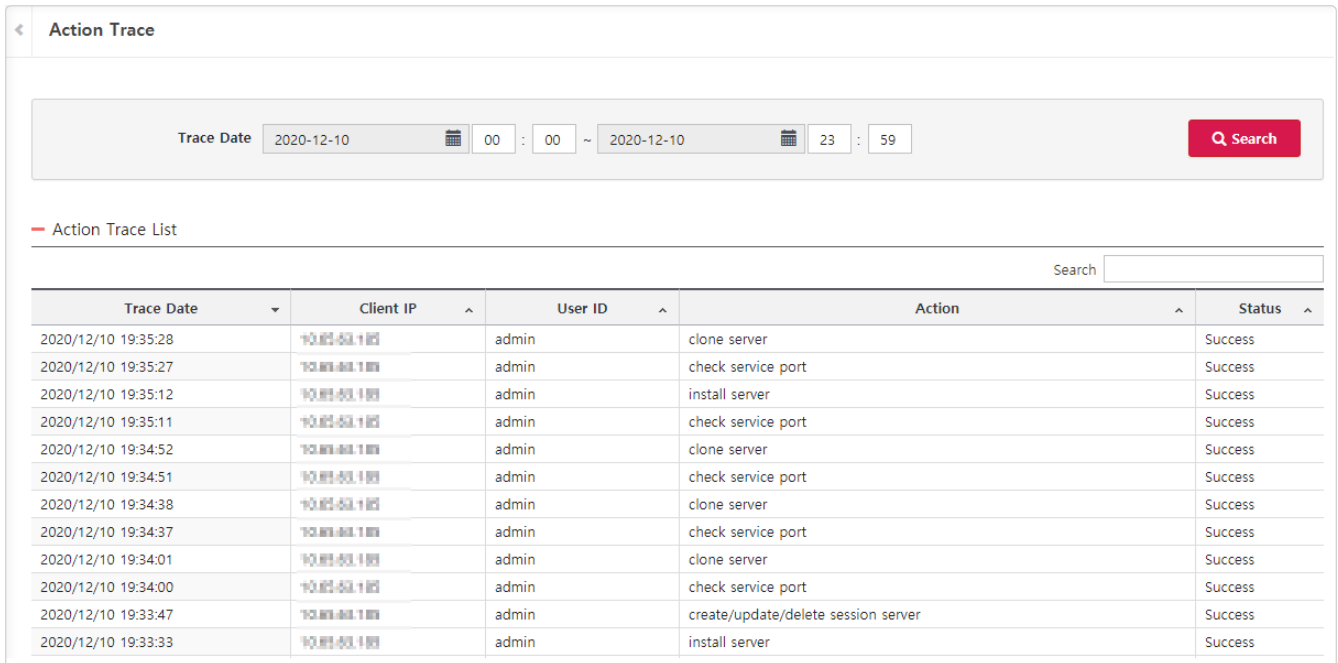 Action Trace
Trace Date 2020-12-10 00 : 00 ~ 2020-12-10 23 : 59 Search
Action Trace List
Search
Trace Date Client IP User ID Action Status
2020/12/10 19:35:28 admin clone server Success
2020/12/10 19:35:27 admin check service port Success
2020/12/10 19:35:12 admin install server Success
2020/12/10 19:35:11 admin check service port Success
2020/12/10 19:34:52 admin clone server Success
2020/12/10 19:34:51 admin check service port Success
2020/12/10 19:34:38 admin clone server Success
2020/12/10 19:34:37 admin check service port Success
2020/12/10 19:34:01 admin clone server Success
2020/12/10 19:34:00 admin check service port Success
2020/12/10 19:33:47 admin create/update/delete session server Success
2020/12/10 19:33:33 admin install server Success